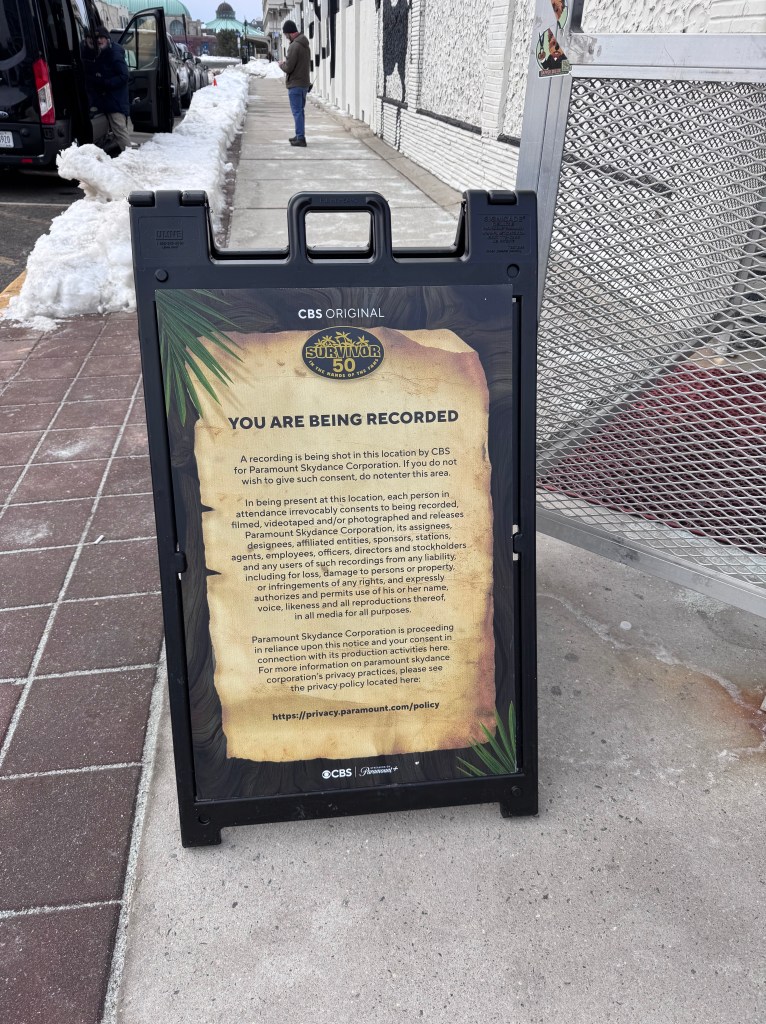 CBS ORIGINAL
SURVIVOR
50
IN THE HANDS OF THE FANS
YOU ARE BEING RECORDED
A recording is being shot in this location by CBS
for Paramount Skydance Corporation. If you do not
wish to give such consent, do notenter this area.
In being present at this location, each person in
attendance irrevocably consents to being recorded,
filmed, videotaped and/or photographed and releases
Paramount Skydance Corporation, its assignees,
designees, affiliated entities, sponsors, stations,
agents, employees, officers, directors and stockholders
and any users of such recordings from any liability,
including for loss, damage to persons or property,
or infringements of any rights, and expressly
authorizes and permits use of his or her name,
voice, likeness and all reproductions thereof,
in all media for all purposes.
Paramount Skydance Corporation is proceeding
in reliance upon this notice and your consent in
connection with its production activities here.
For more information on paramount skydance
corporation's privacy practices, please see
the privacy policy located here:
https://privacy.paramount.com/policy
CBS
Paramount+